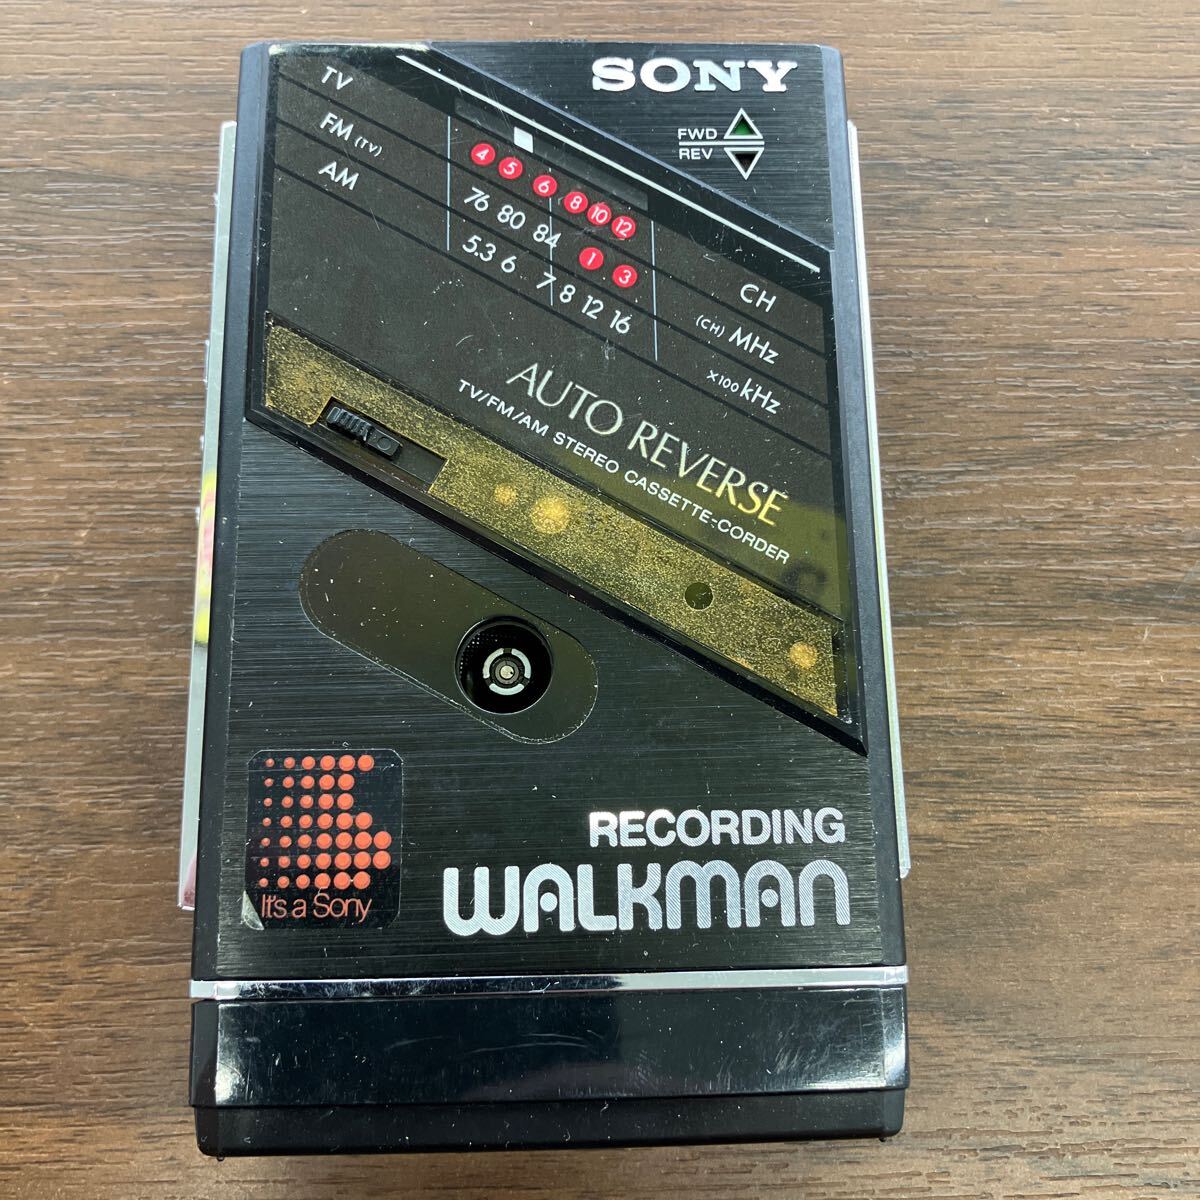 SONY
FWD
REV
TV
4 5 6 8 10 12
CH
FM (TV)
76 80 84 1 3
(CH) MHz
AM
5.3 6 7 8 12 16
×100 kHz
AUTO REVERSE
TV/FM/AM STEREO CASSETTE-CORDER
It's a Sony
RECORDING
WALKMAN